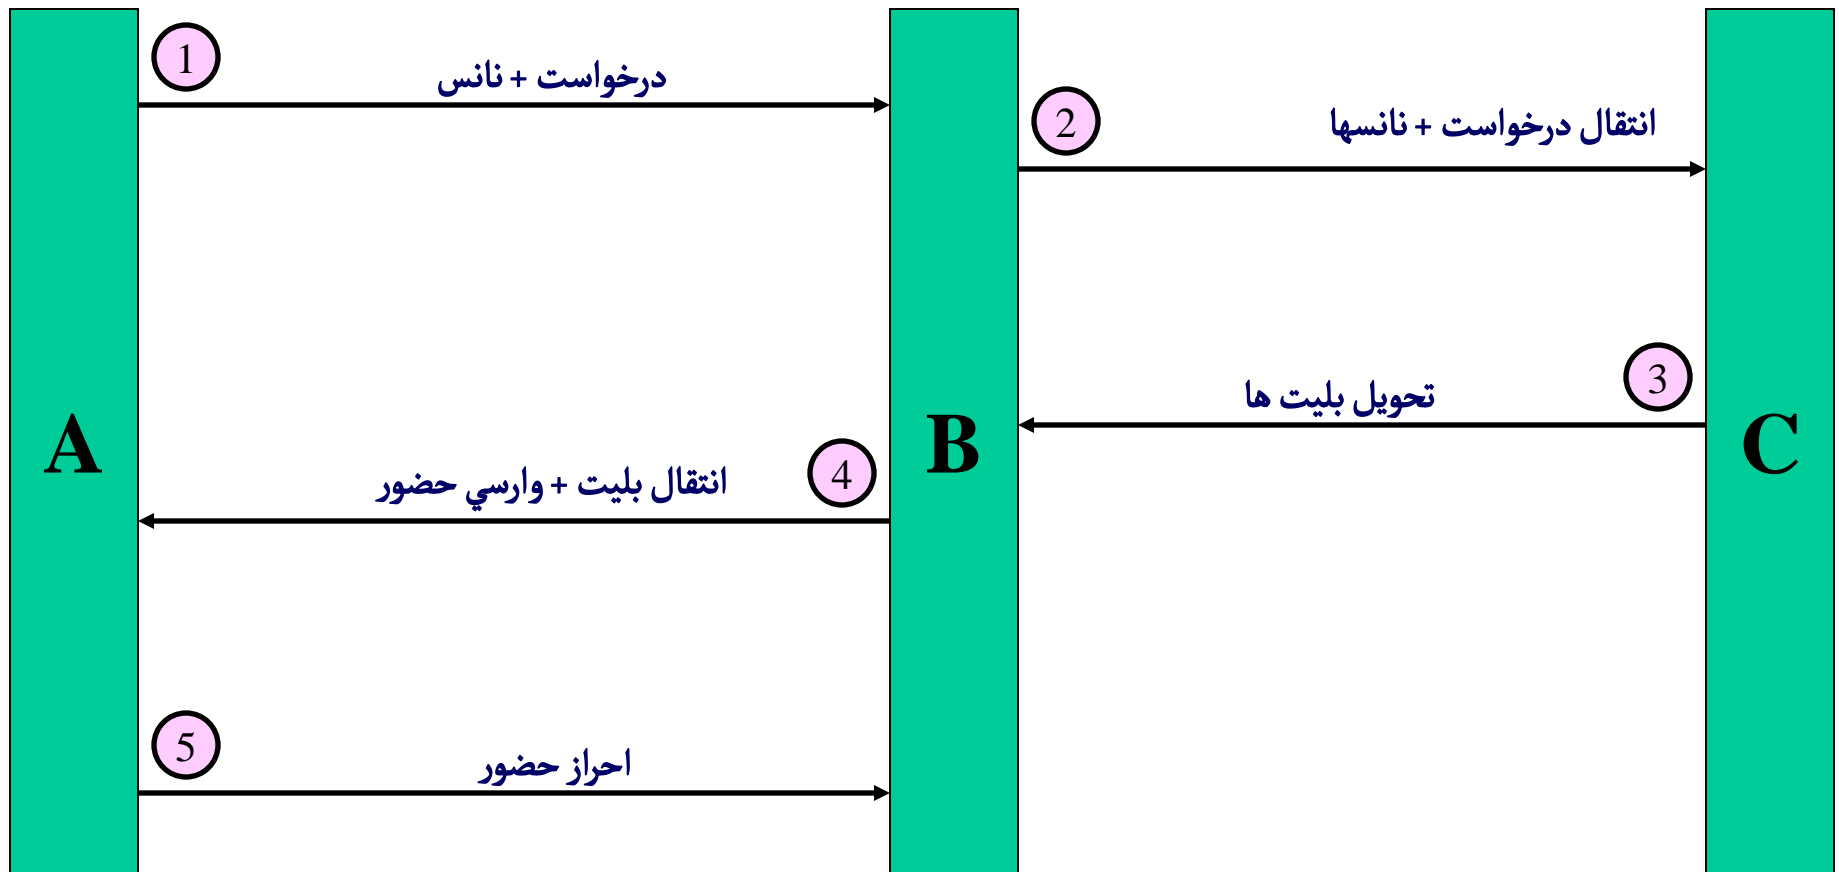 1
درخواست + نانس
2
انتقال درخواست + نانسها
3
تحویل بلیت ها
A
B
C
4
انتقال بلیت + وارسي حضور
5
احراز حضور